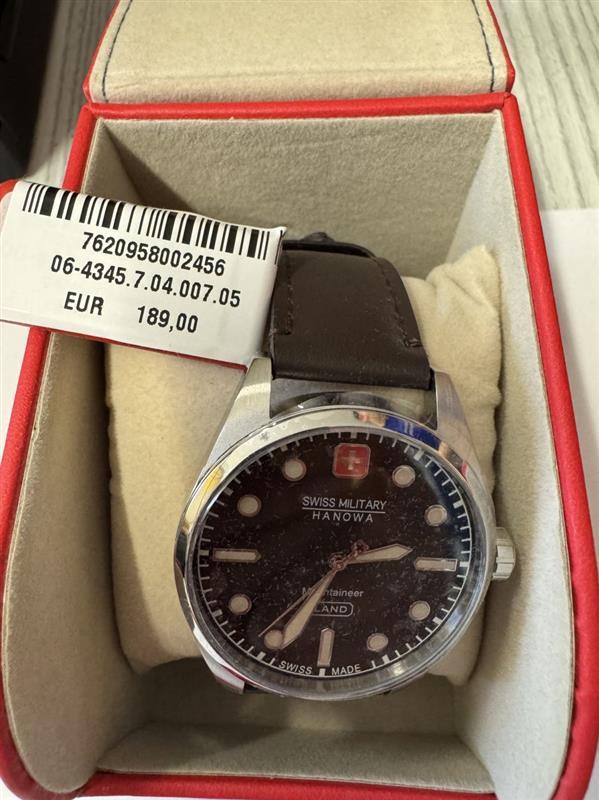 7620958002456
06-4345.7.04.007.05
EUR 189,00
SWISS MILITARY
HANOWA
Mountaineer
LAND
SWISS MADE